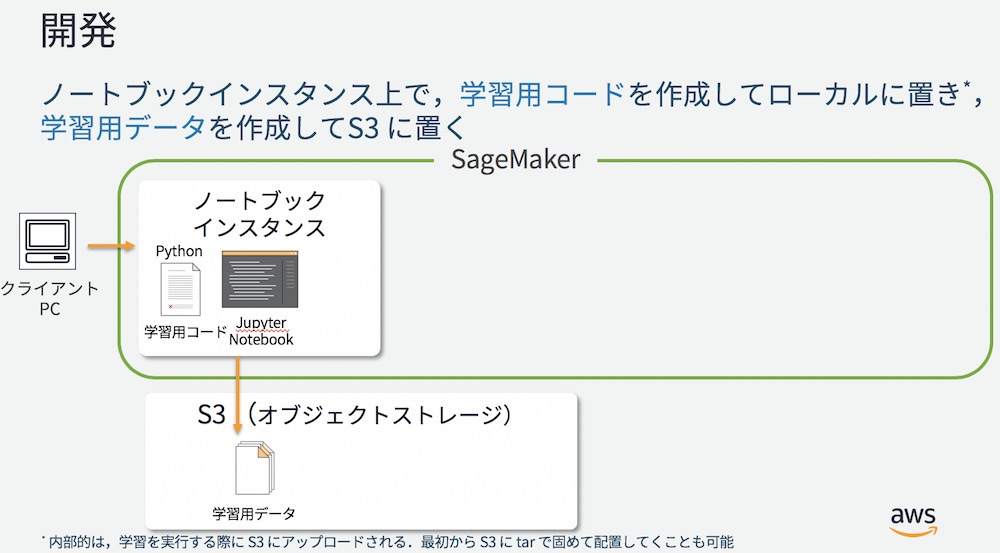 開発
ノートブックインスタンス上で，学習用コードを作成してローカルに置き*，
学習用データを作成してS3 に置く
SageMaker
ノートブック
インスタンス
Python
学習用コード
Jupyter
Notebook
クライアント
PC
S3 （オブジェクトストレージ）
学習用データ
aws
* 内部的は，学習を実行する際に S3 にアップロードされる．最初から S3 に tar で固めて配置してくことも可能